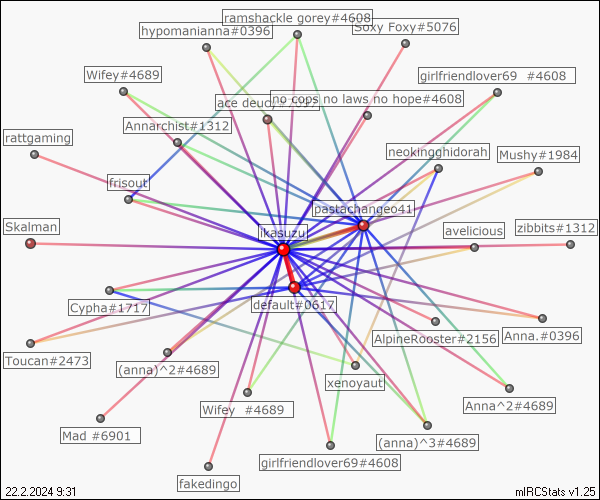 ramshackle gorey#4608
hypomanianna#0396
Soxy Foxy#5076
Wifey#4689
girlfriendlover69 #4608
ace deucy
no cops no laws no hope#4608
Annarchist#1312
rattgaming
neokingghidorah
Mushy#1984
frisout
pastachangeo41
Skalman
ikasuzu
avelicious
zibbits#1312
Cypha#1717
default#0617
AlpineRooster#2156
Anna.#0396
Toucan#2473
(anna)^2#4689
xenoyaut
Wifey #4689
Anna^2#4689
Mad #6901
(anna)^3#4689
girlfriendlover69#4608
fakedingo
22.2.2024 9:31
mIRCStats v1.25